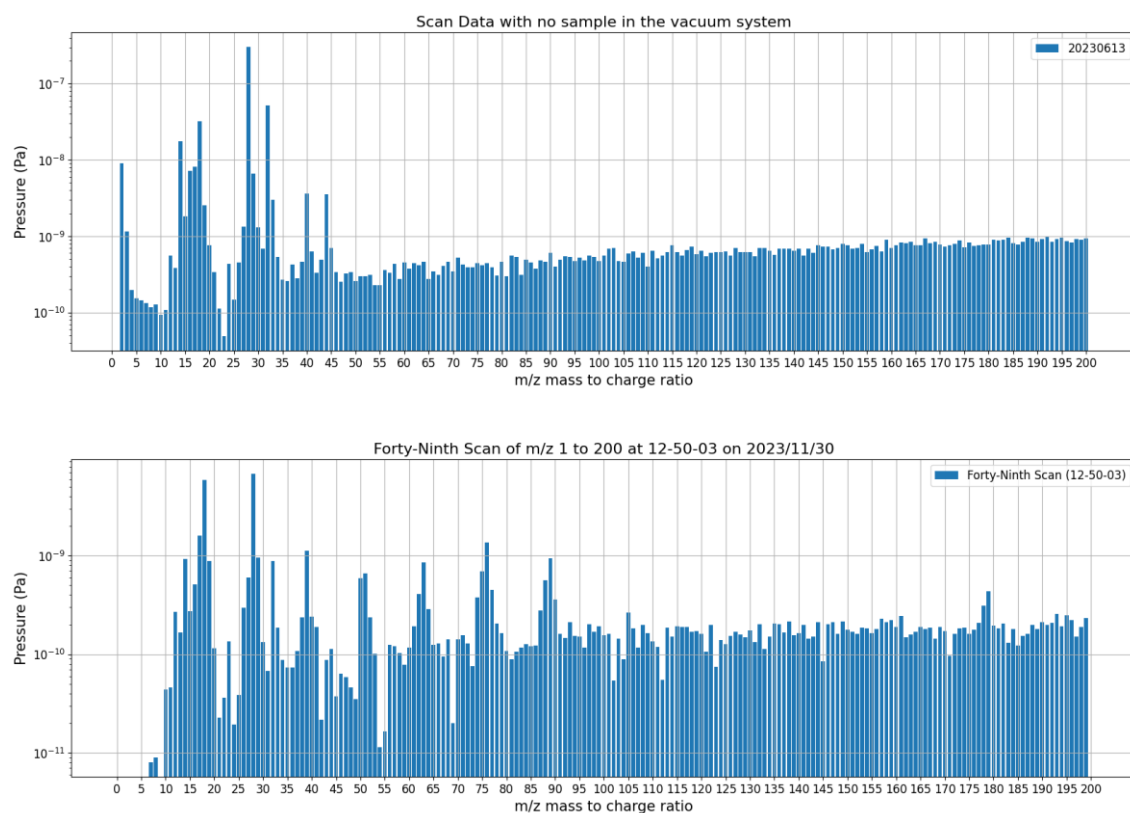 Scan Data with no sample in the vacuum system
20230613
10⁻⁷
10⁻⁸
10⁻⁹
10⁻¹⁰
Pressure (Pa)
0 5 10 15 20 25 30 35 40 45 50 55 60 65 70 75 80 85 90 95 100 105 110 115 120 125 130 135 140 145 150 155 160 165 170 175 180 185 190 195 200
m/z mass to charge ratio
Forty-Ninth Scan of m/z 1 to 200 at 12-50-03 on 2023/11/30
Forty-Ninth Scan (12-50-03)
10⁻⁹
10⁻¹⁰
10⁻¹¹
Pressure (Pa)
0 5 10 15 20 25 30 35 40 45 50 55 60 65 70 75 80 85 90 95 100 105 110 115 120 125 130 135 140 145 150 155 160 165 170 175 180 185 190 195 200
m/z mass to charge ratio